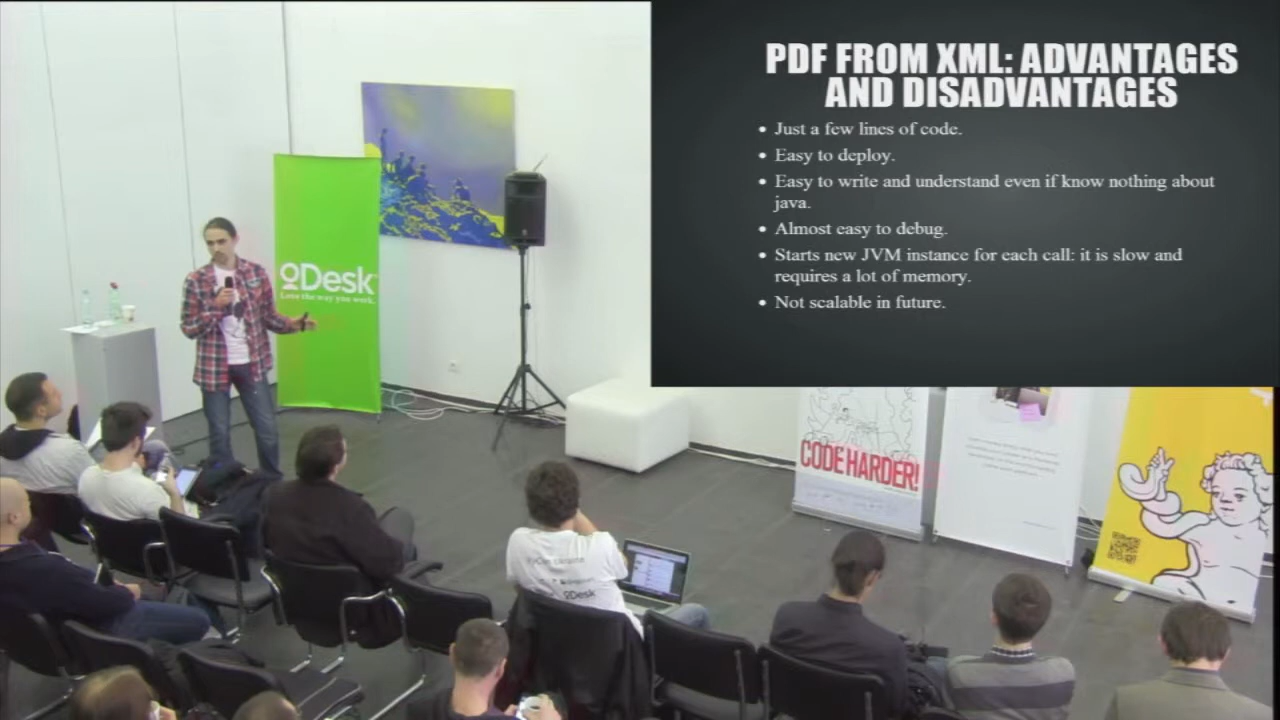 PDF FROM XML: ADVANTAGES
AND DISADVANTAGES
• Just a few lines of code.
• Easy to deploy.
• Easy to write and understand even if know nothing about
java.
• Almost easy to debug.
• Starts new JVM instance for each call: it is slow and
requires a lot of memory.
• Not scalable in future.
oDesk
Love the way you work.
CODE HARDER!
oDesk